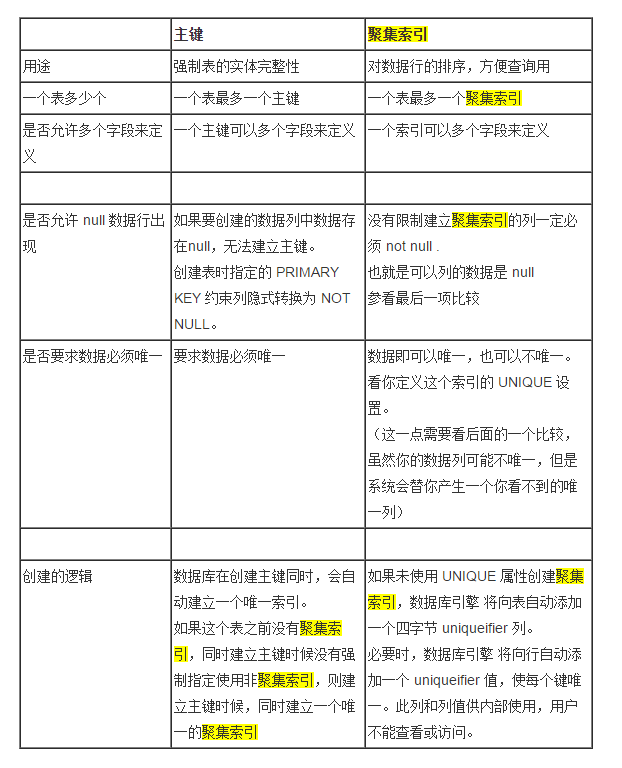 主键
聚集索引
用途
强制表的实体完整性
对数据行的排序，方便查询用
一个表多少个
一个表最多一个主键
一个表最多一个聚集索引
是否允许多个字段来定
义
一个主键可以多个字段来定义
一个索引可以多个字段来定义
是否允许 null 数据行出
现
如果要创建的数据列中数据存
在null，无法建立主键。
创建表时指定的 PRIMARY
KEY 约束列隐式转换为 NOT
NULL。
没有限制建立聚集索引的列一定必
须 not null .
也就是可以列的数据是 null
参看最后一项比较
是否要求数据必须唯一
要求数据必须唯一
数据即可以唯一，也可以不唯一。
看你定义这个索引的 UNIQUE 设
置。
（这一点需要看后面的一个比较，
虽然你的数据列可能不唯一，但是
系统会替你产生一个你看不到的唯
一列）
创建的逻辑
数据库在创建主键同时，会自
动建立一个唯一索引。
如果这个表之前没有聚集索
引，同时建立主键时候没有强
制指定使用非聚集索引，则建
立主键时候，同时建立一个唯
一的聚集索引
如果未使用 UNIQUE 属性创建聚集
索引，数据库引擎 将向表自动添加
一个四字节 uniqueifier 列。
必要时，数据库引擎 将向行自动添
加一个 uniqueifier 值，使每个键唯
一。此列和列值供内部使用，用户
不能查看或访问。